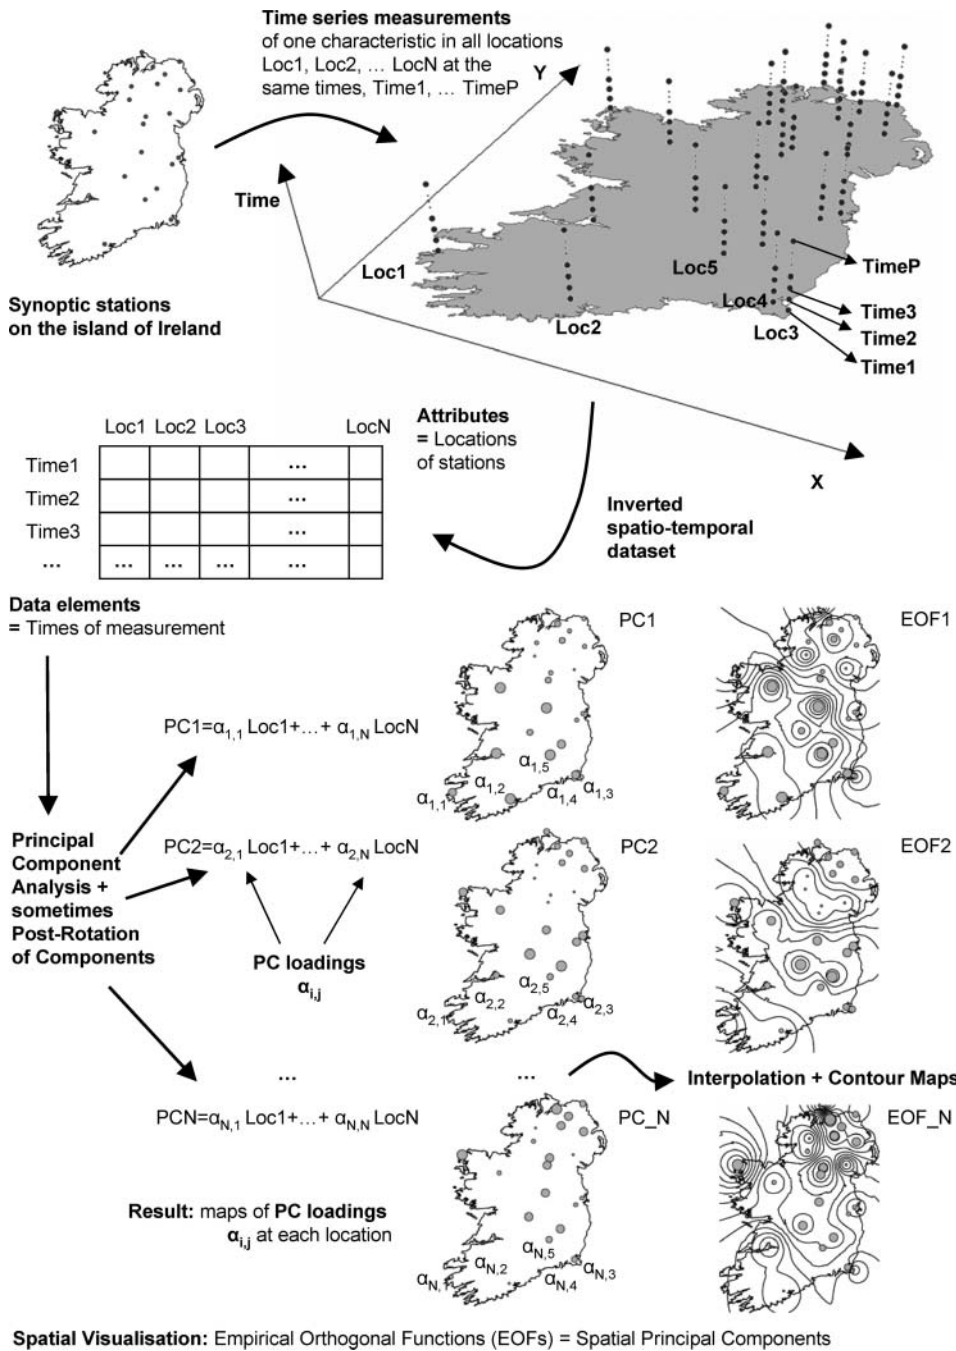 Time series measurements
of one characteristic in all locations
Loc1, Loc2, ... LocN at the
same times, Time1, ... TimeP
Y
Time
X
Loc1
Loc2
Loc5
Loc4
Loc3
TimeP
Time3
Time2
Time1
Synoptic stations
on the island of Ireland
Attributes
= Locations
of stations
Inverted
spatio-temporal
dataset
Loc1 Loc2 Loc3 LocN
Time1 ...
Time2 ...
Time3 ...
... ... ... ... ...
Data elements
= Times of measurement
PC1
EOF1
PC1=α1,1 Loc1+...+ α1,N LocN
α1,1
α1,2
α1,5
α1,4
α1,3
Principal
Component
Analysis +
sometimes
Post-Rotation
of Components
PC2
EOF2
PC2=α2,1 Loc1+...+ α2,N LocN
PC loadings
αi,j
α2,1
α2,2
α2,5
α2,4
α2,3
...
...
Interpolation + Contour Maps
PCN=αN,1 Loc1+...+ αN,N LocN
PC_N
EOF_N
Result: maps of PC loadings
αi,j at each location
αN,1
αN,2
αN,5
αN,4
αN,3
Spatial Visualisation: Empirical Orthogonal Functions (EOFs) = Spatial Principal Components